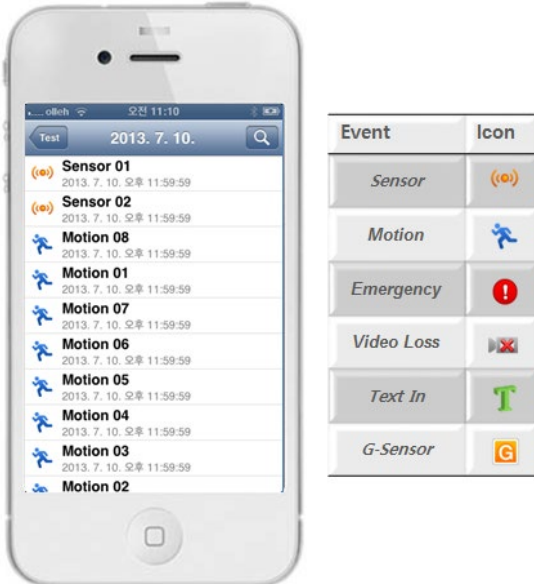 olleh 오전 11:10
Test 2013. 7. 10.
Sensor 01
2013. 7. 10. 오후 11:59:59
Sensor 02
2013. 7. 10. 오후 11:59:59
Motion 08
2013. 7. 10. 오후 11:59:59
Motion 01
2013. 7. 10. 오후 11:59:59
Motion 07
2013. 7. 10. 오후 11:59:59
Motion 06
2013. 7. 10. 오후 11:59:59
Motion 05
2013. 7. 10. 오후 11:59:59
Motion 04
2013. 7. 10. 오후 11:59:59
Motion 03
2013. 7. 10. 오후 11:59:59
Motion 02
Event Icon
Sensor
Motion
Emergency
Video Loss
Text In
G-Sensor G